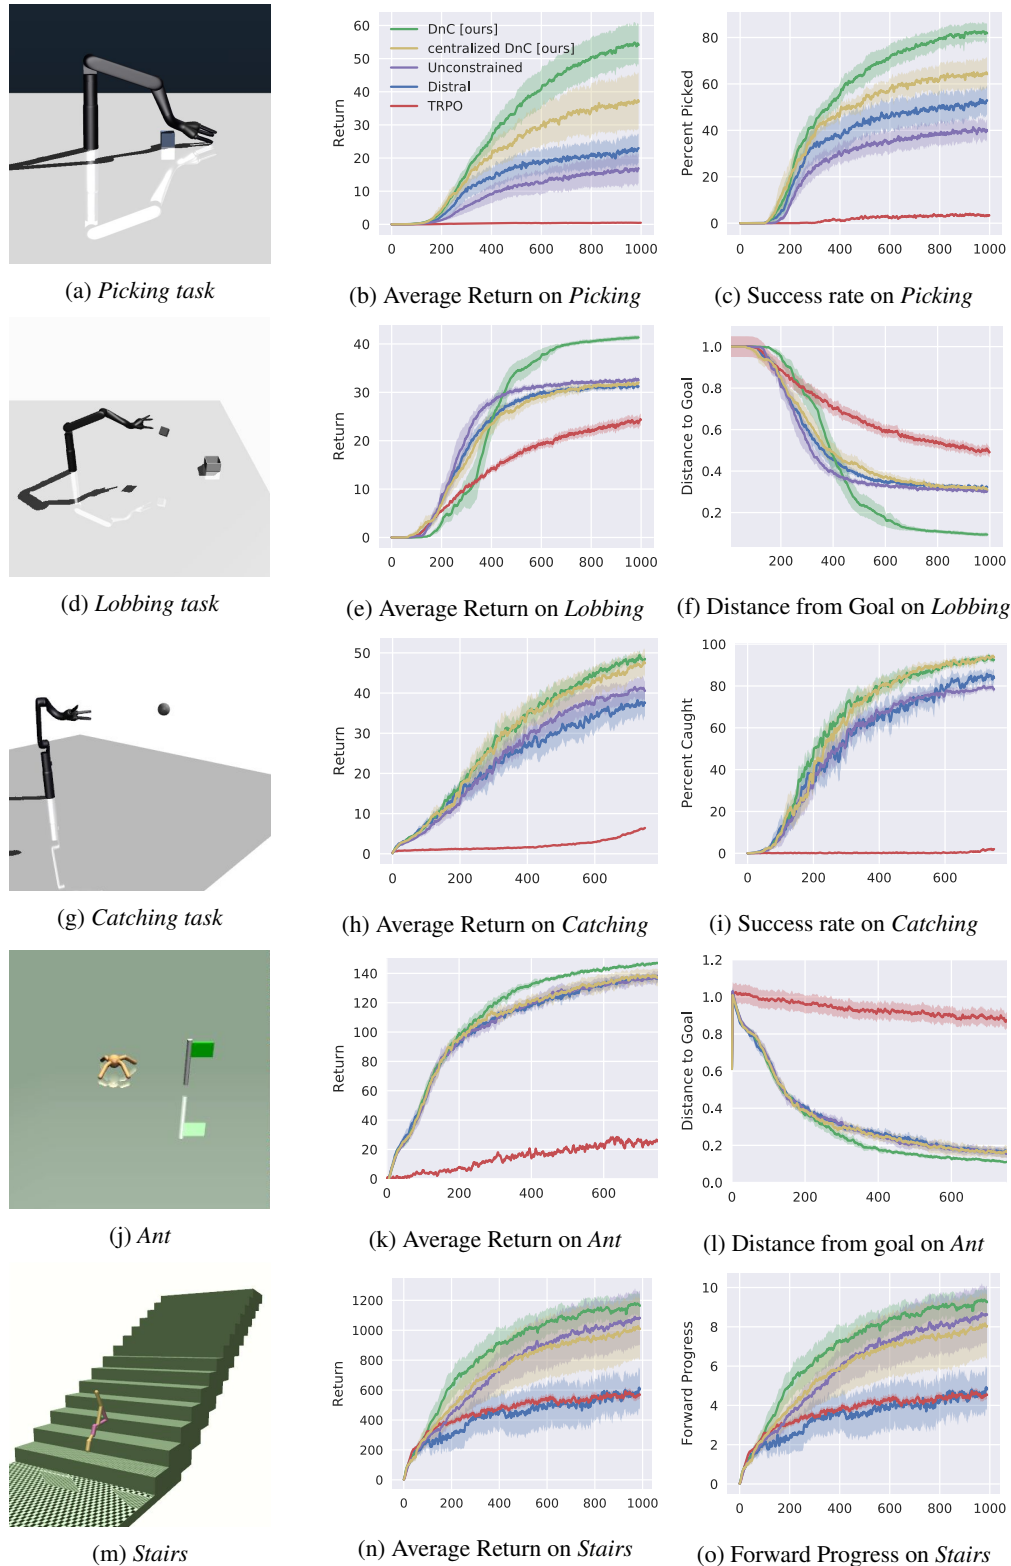 60
50
40
30
20
10
0
Return
DnC [ours]
centralized DnC [ours]
Unconstrained
Distral
TRPO
0 200 400 600 800 1000
80
60
40
20
0
Percent Picked
0 200 400 600 800 1000
(a) Picking task
(b) Average Return on Picking
(c) Success rate on Picking
40
30
20
10
0
Return
0 200 400 600 800 1000
1.0
0.8
0.6
0.4
0.2
Distance to Goal
200 400 600 800 1000
(d) Lobbing task
(e) Average Return on Lobbing
(f) Distance from Goal on Lobbing
50
40
30
20
10
0
Return
0 200 400 600
100
80
60
40
20
0
Percent Caught
0 200 400 600
(g) Catching task
(h) Average Return on Catching
(i) Success rate on Catching
140
120
100
80
60
40
20
0
Return
0 200 400 600
1.2
1.0
0.8
0.6
0.4
0.2
0.0
Distance to Goal
0 200 400 600
(j) Ant
(k) Average Return on Ant
(l) Distance from goal on Ant
1200
1000
800
600
400
200
0
Return
0 200 400 600 800 1000
10
8
6
4
2
0
Forward Progress
0 200 400 600 800 1000
(m) Stairs
(n) Average Return on Stairs
(o) Forward Progress on Stairs